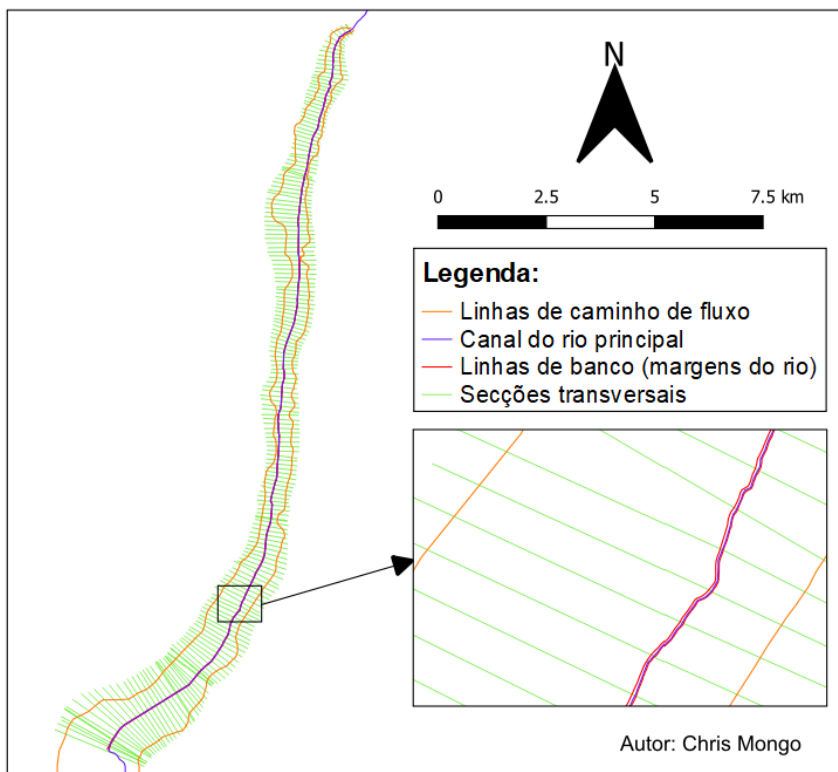 N
0 2.5 5 7.5 km
Legenda:
Linhas de caminho de fluxo
Canal do rio principal
Linhas de banco (margens do rio)
Secções transversais
Autor: Chris Mongo